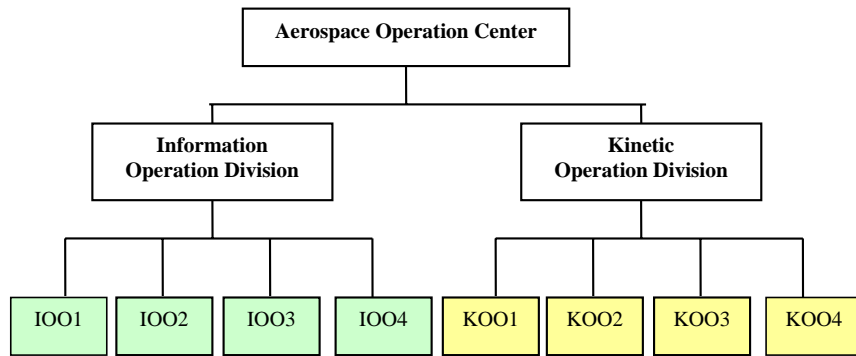 Aerospace Operation Center
Information
Operation Division
Kinetic
Operation Division
IOO1
IOO2
IOO3
IOO4
KOO1
KOO2
KOO3
KOO4